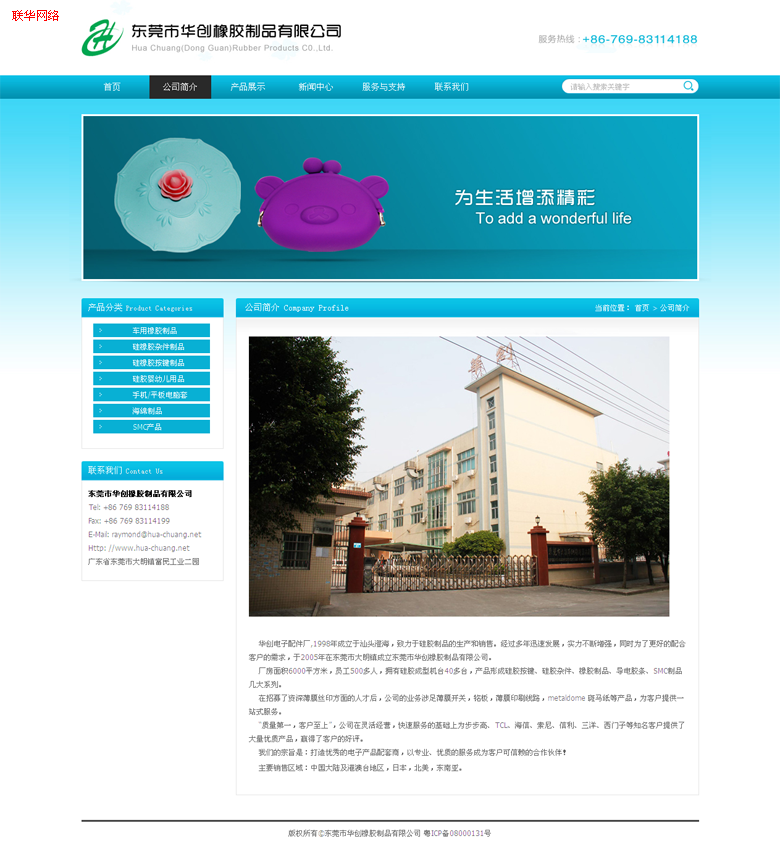 联华网络
东莞市华创橡胶制品有限公司
Hua Chuang(Dong Guan)Rubber Products C0.,Ltd.
服务热线：+86-769-83114188
首页 公司简介 产品展示 新闻中心 服务与支持 联系我们
请输入搜索关键字
为生活增添精彩
To add a wonderful life
产品分类 Product Categories
车用橡胶制品
硅橡胶杂件制品
硅橡胶按键制品
硅胶婴幼儿用品
手机/平板电脑套
海绵制品
SMC产品
联系我们 Contact Us
东莞市华创橡胶制品有限公司
Tel: +86 769 83114188
Fax: +86 769 83114199
E-Mail: raymond@hua-chuang.net
Http: //www.hua-chuang.net
广东省东莞市大朗镇富民工业二园
公司简介 Company Profile
当前位置： 首页 > 公司简介
华创
华创电子配件厂,1998年成立于汕头澄海，致力于硅胶制品的生产和销售。经过多年迅速发展，实力不断增强，同时为了更好的配合
客户的需求，于2005年在东莞市大朗镇成立东莞市华创橡胶制品有限公司。
厂房面积6000平方米，员工500多人，拥有硅胶成型机台40多台，产品形成硅胶按键、硅胶杂件、橡胶制品、导电胶条、SMC制品
几大系列。
在招募了资深薄膜丝印方面的人才后，公司的业务涉足薄膜开关，铭板，薄膜印刷线路，metaldome 斑马纸等产品，为客户提供一
站式服务。
“质量第一，客户至上”，公司在灵活经营，快速服务的基础上为步步高、TCL、海信、索尼、信利、三洋、西门子等知名客户提供了
大量优质产品，赢得了客户的好评。
我们的宗旨是：打造优秀的电子产品配套商，以专业、优质的服务成为客户可信赖的合作伙伴！
主要销售区域：中国大陆及港澳台地区，日本，北美，东南亚。
版权所有©东莞市华创橡胶制品有限公司 粤ICP备08000131号